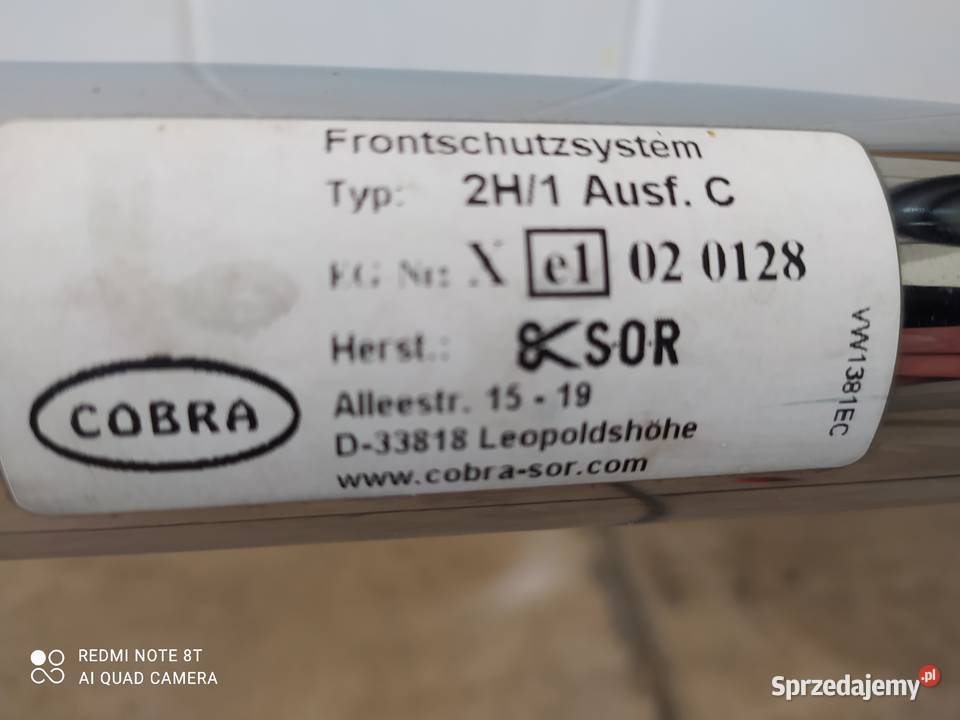 Frontschutzsystem
Typ: 2H/1 Ausf. C
EG Nr: X e1 02 0128
Herst.: SOR
Alleestr. 15 - 19
D-33818 Leopoldshöhe
www.cobra-sor.com
COBRA
VW1381EC
REDMI NOTE 8T
AI QUAD CAMERA
Sprzedajemy.pl